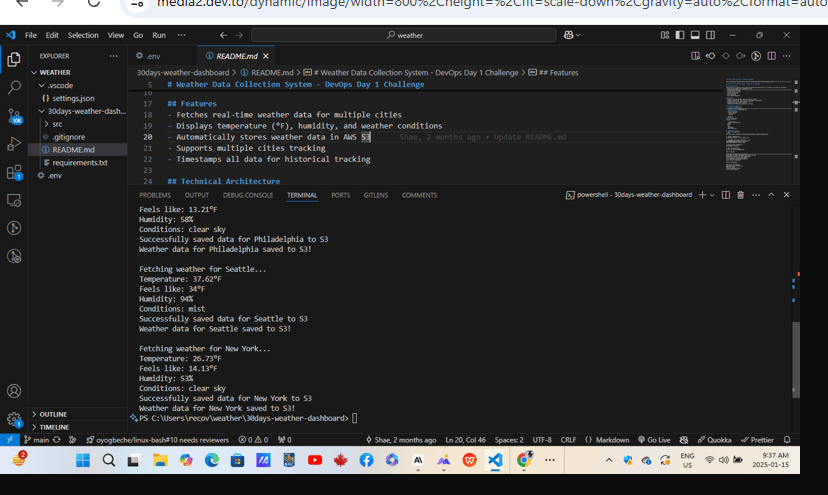 media2.dev.to/dynamic/image/width=800%2Cheight=%2Cfit=scale-down%2Cgravity=auto%2Cformat=auto
File Edit Selection View Go Run ··· weather
EXPLORER ··· .env README.md ×
WEATHER
.vscode
settings.json
30days-weather-dash...
src
.gitignore
README.md
requirements.txt
.env
OUTLINE
TIMELINE
30days-weather-dashboard > README.md > # Weather Data Collection System - DevOps Day 1 Challenge > ## Features
5 # Weather Data Collection System - DevOps Day 1 Challenge
16
17 ## Features
18 - Fetches real-time weather data for multiple cities
19 - Displays temperature (°F), humidity, and weather conditions
20 - Automatically stores weather data in AWS S3 Shae, 2 months ago • Update README.md
21 - Supports multiple cities tracking
22 - Timestamps all data for historical tracking
23
24 ## Technical Architecture
PROBLEMS OUTPUT DEBUG CONSOLE TERMINAL PORTS GITLENS COMMENTS powershell - 30days-weather-dashboard
Feels like: 13.21°F
Humidity: 58%
Conditions: clear sky
Successfully saved data for Philadelphia to S3
Weather data for Philadelphia saved to S3!
Fetching weather for Seattle...
Temperature: 37.62°F
Feels like: 34°F
Humidity: 94%
Conditions: mist
Successfully saved data for Seattle to S3
Weather data for Seattle saved to S3!
Fetching weather for New York...
Temperature: 26.73°F
Feels like: 14.13°F
Humidity: 53%
Conditions: clear sky
Successfully saved data for New York to S3
Weather data for New York saved to S3!
PS C:\Users\recov\weather\30days-weather-dashboard>
main oyogbeche/linux-bash#10 needs reviewers 0 0 0 Shae, 2 months ago Ln 20, Col 46 Spaces: 2 UTF-8 CRLF {} Markdown Go Live Quokka Prettier
ENG 9:37 AM
US 2025-01-15